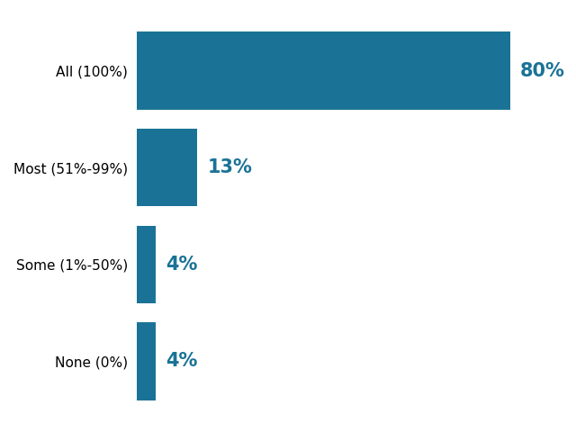 All (100%) 80%
Most (51%-99%) 13%
Some (1%-50%) 4%
None (0%) 4%